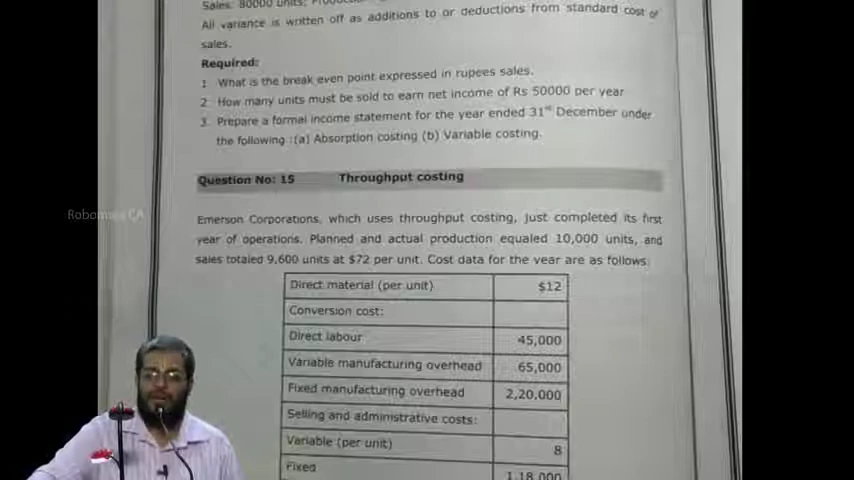 Sales: 80000 units;
All variance is written off as additions to or deductions from standard cost of
sales.
Required:
1. What is the break even point expressed in rupees sales.
2. How many units must be sold to earn net income of Rs 50000 per year
3. Prepare a formal income statement for the year ended 31st December under
the following :(a) Absorption costing (b) Variable costing.
Question No: 15 Throughput costing
Emerson Corporations, which uses throughput costing, just completed its first
year of operations. Planned and actual production equaled 10,000 units, and
sales totaled 9,600 units at $72 per unit. Cost data for the year are as follows:
Direct material (per unit) $12
Conversion cost:
Direct labour 45,000
Variable manufacturing overhead 65,000
Fixed manufacturing overhead 2,20,000
Selling and administrative costs:
Variable (per unit) 8
Fixed 1,18,000